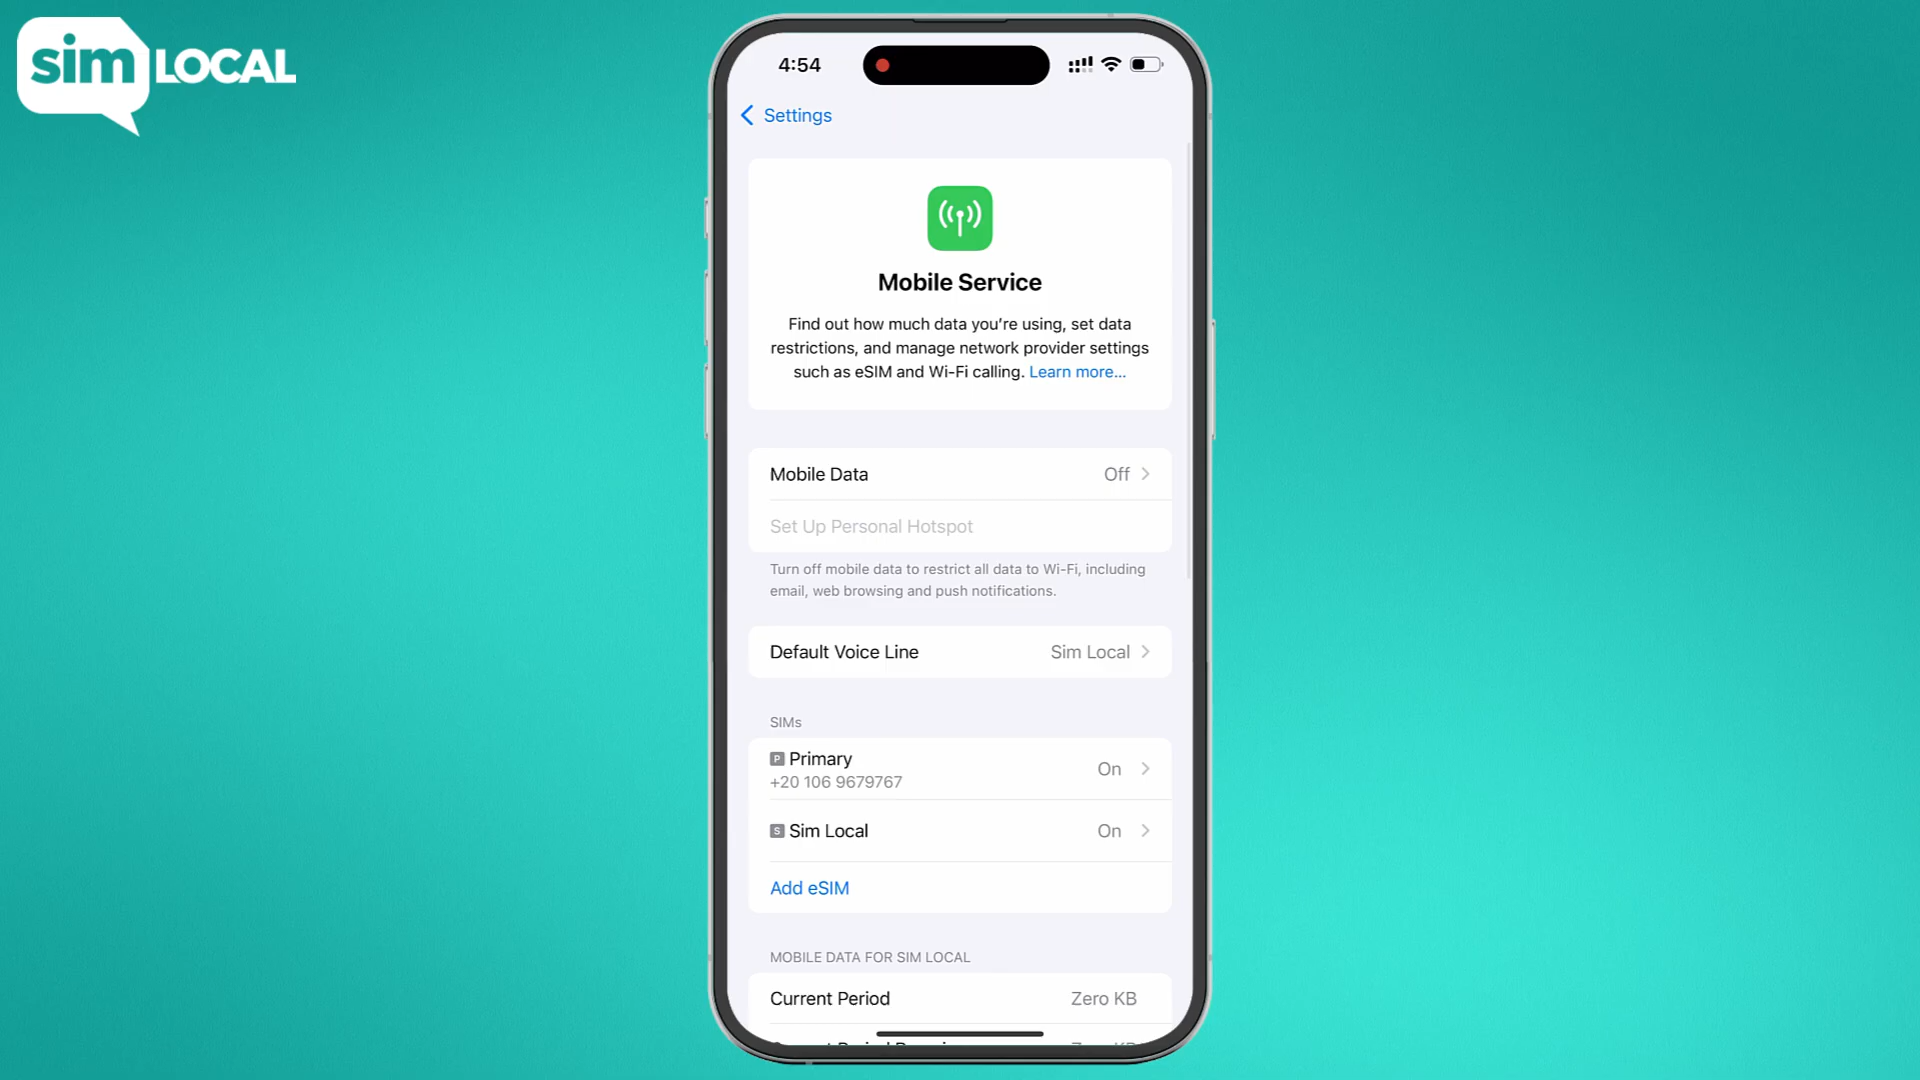 sim LOCAL
4:54
Settings
Mobile Service
Find out how much data you’re using, set data
restrictions, and manage network provider settings
such as eSIM and Wi-Fi calling. Learn more...
Mobile Data Off
Set Up Personal Hotspot
Turn off mobile data to restrict all data to Wi-Fi, including
email, web browsing and push notifications.
Default Voice Line Sim Local
SIMs
P Primary On
+20 106 9679767
S Sim Local On
Add eSIM
MOBILE DATA FOR SIM LOCAL
Current Period Zero KB